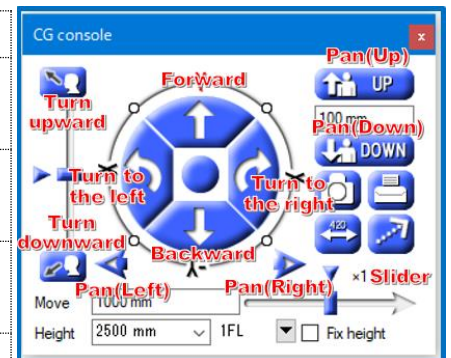 CG console
x
Pan(Up)
UP
Forward
Turn upward
100 mm
Pan(Down)
DOWN
Turn to the left
Turn to the right
Turn downward
Backward
420
Pan(Left)
Pan(Right)
×1 Slider
Move 1000 mm
Height 2500 mm 1FL Fix height